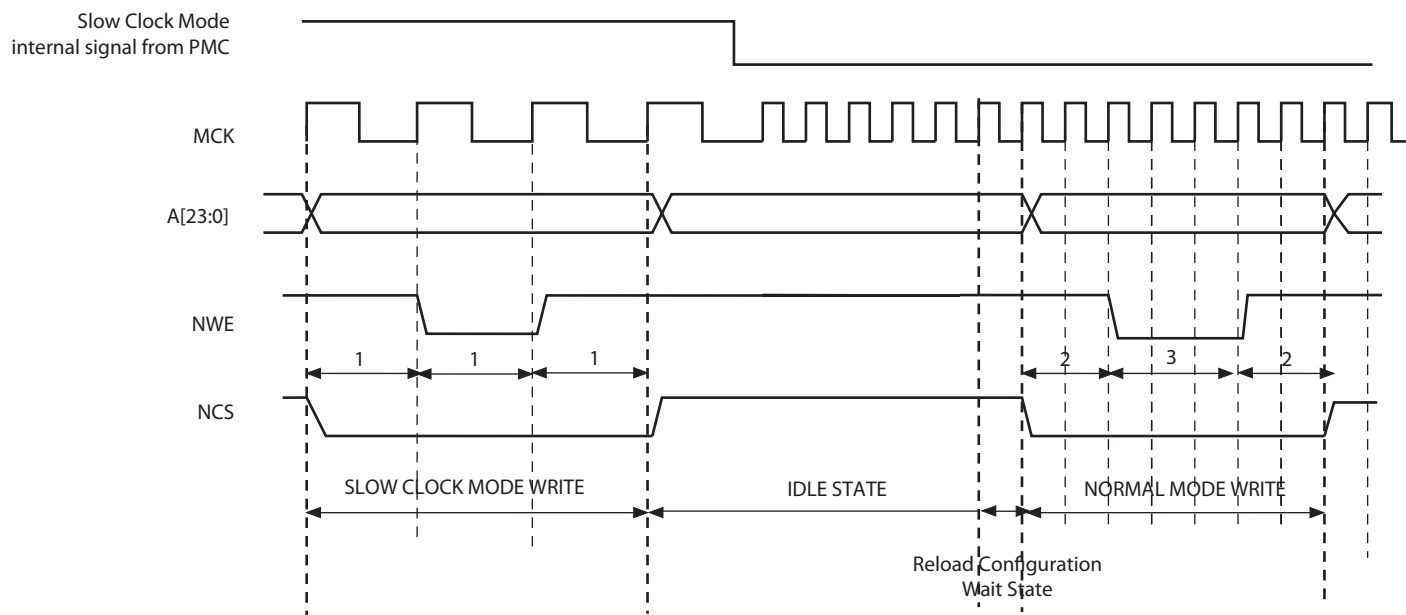 Slow Clock Mode
internal signal from PMC
MCK
A[23:0]
NWE
1 1 1 2 3 2
NCS
SLOW CLOCK MODE WRITE IDLE STATE NORMAL MODE WRITE
Reload Configuration
Wait State